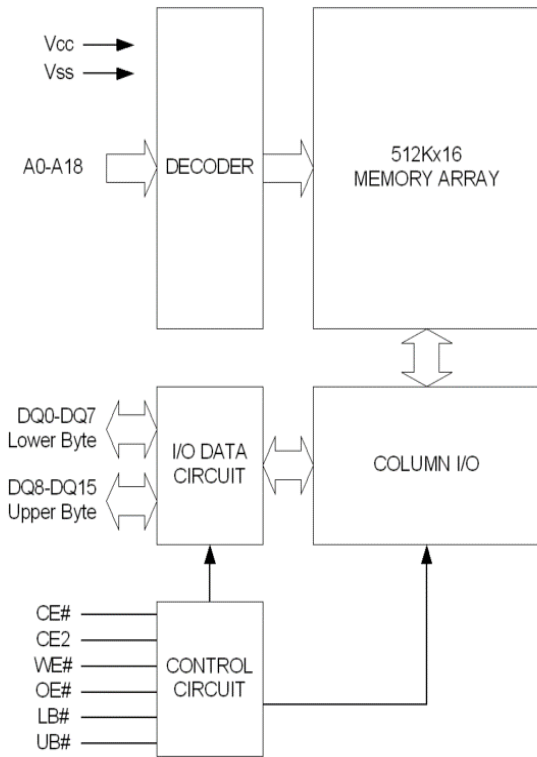 Vcc
Vss
A0-A18
DECODER
512Kx16
MEMORY ARRAY
DQ0-DQ7
Lower Byte
DQ8-DQ15
Upper Byte
I/O DATA
CIRCUIT
COLUMN I/O
CE#
CE2
WE#
OE#
LB#
UB#
CONTROL
CIRCUIT